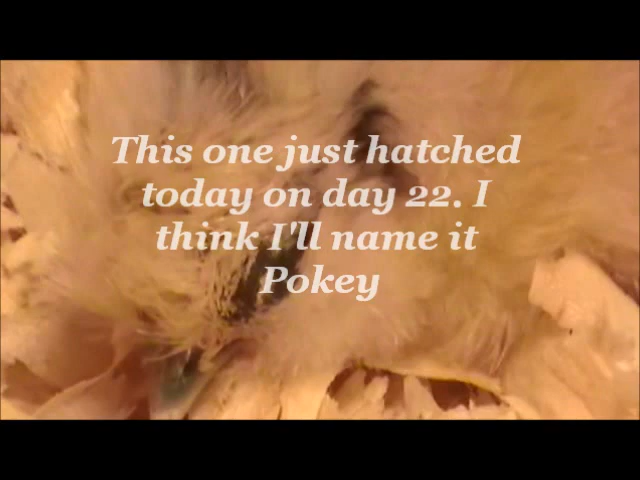 This one just hatched
today on day 22. I
think I'll name it
Pokey